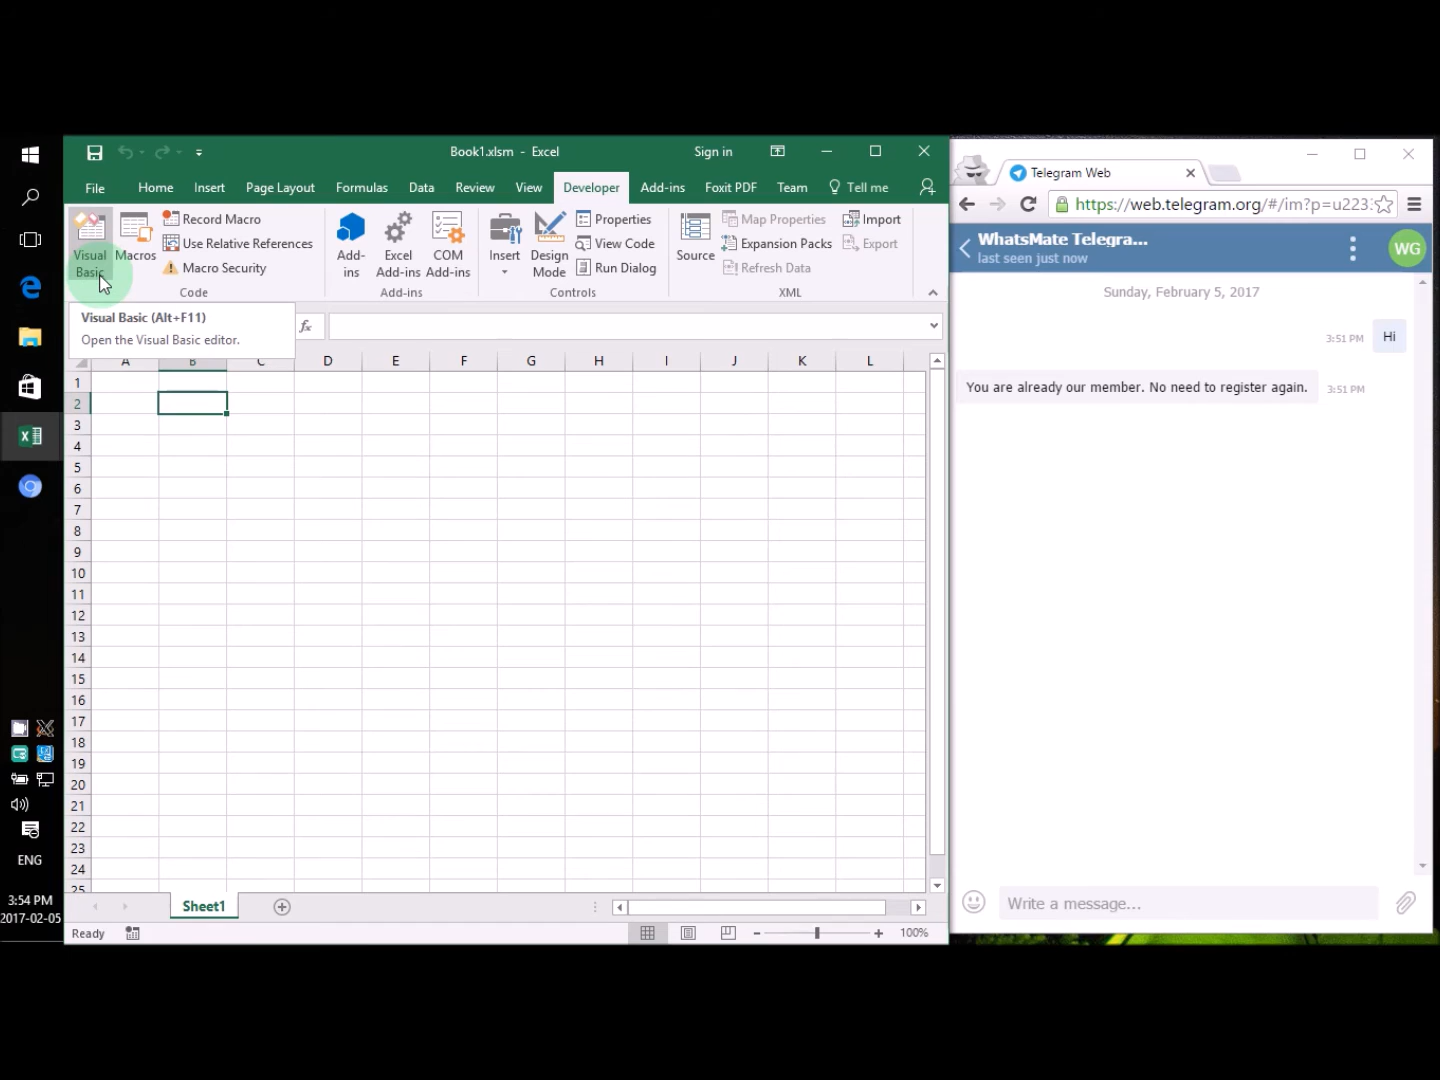 Book1.xlsm - Excel
Sign in
File
Home
Insert
Page Layout
Formulas
Data
Review
View
Developer
Add-ins
Foxit PDF
Team
Tell me
Visual
Basic
Macros
Record Macro
Use Relative References
Macro Security
Code
Add-
ins
Excel
Add-ins
COM
Add-ins
Add-ins
Insert
Design
Mode
Properties
View Code
Run Dialog
Controls
Source
Map Properties
Expansion Packs
Refresh Data
Import
Export
XML
Visual Basic (Alt+F11)
Open the Visual Basic editor.
fx
A B C D E F G H I J K L
1
2
3
4
5
6
7
8
9
10
11
12
13
14
15
16
17
18
19
20
21
22
23
24
25
Sheet1
Ready
100%
Telegram Web
https://web.telegram.org/#/im?p=u223
WhatsMate Telegra...
last seen just now
WG
Sunday, February 5, 2017
3:51 PM
Hi
You are already our member. No need to register again.
3:51 PM
Write a message...
ENG
3:54 PM
2017-02-05